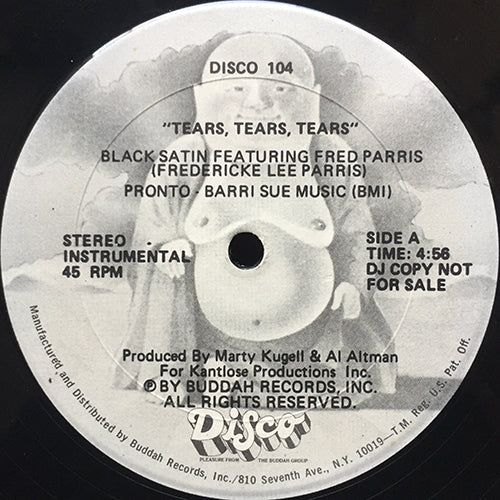 DISCO 104
"TEARS, TEARS, TEARS"
BLACK SATIN FEATURING FRED PARRIS
(FREDERICKE LEE PARRIS)
PRONTO - BARRI SUE MUSIC (BMI)
STEREO
INSTRUMENTAL
45 RPM
SIDE A
TIME: 4:56
DJ COPY NOT
FOR SALE
Produced By Marty Kugell & Al Altman
For Kantlose Productions Inc.
℗ BY BUDDAH RECORDS, INC.
ALL RIGHTS RESERVED.
Disco
PLEASURE FROM THE BUDDAH GROUP
Manufactured and Distributed by Buddah Records, Inc./810 Seventh Ave., N.Y. 10019—T.M. Reg. U.S. Pat. Off.